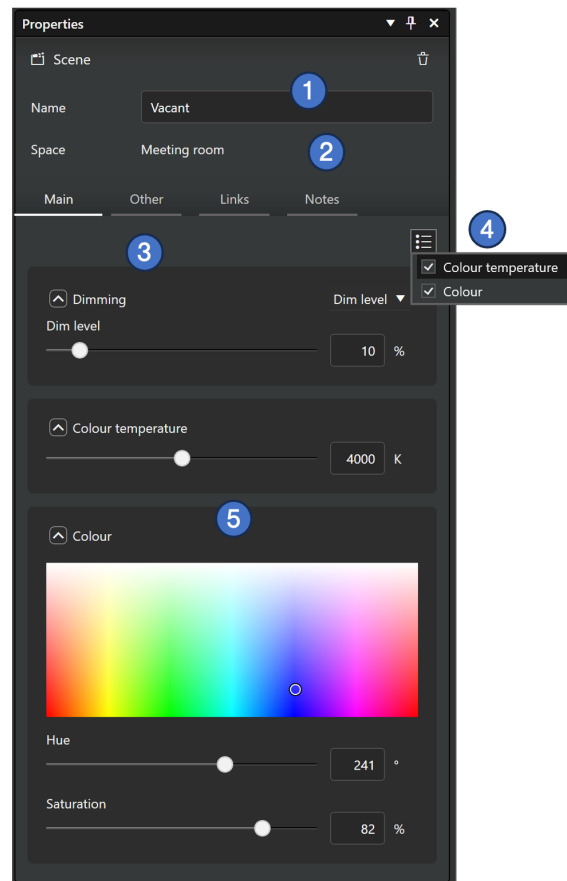 Properties
Scene
Name Vacant 1
Space Meeting room 2
Main Other Links Notes
3
4
Colour temperature
Colour
Dimming Dim level
Dim level
10 %
Colour temperature
4000 K
5
Colour
Hue
241 °
Saturation
82 %